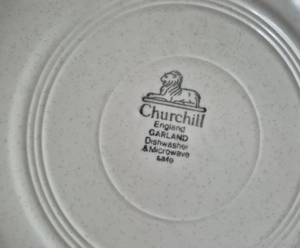 Churchill
England
GARLAND
Dishwasher
& Microwave
safe